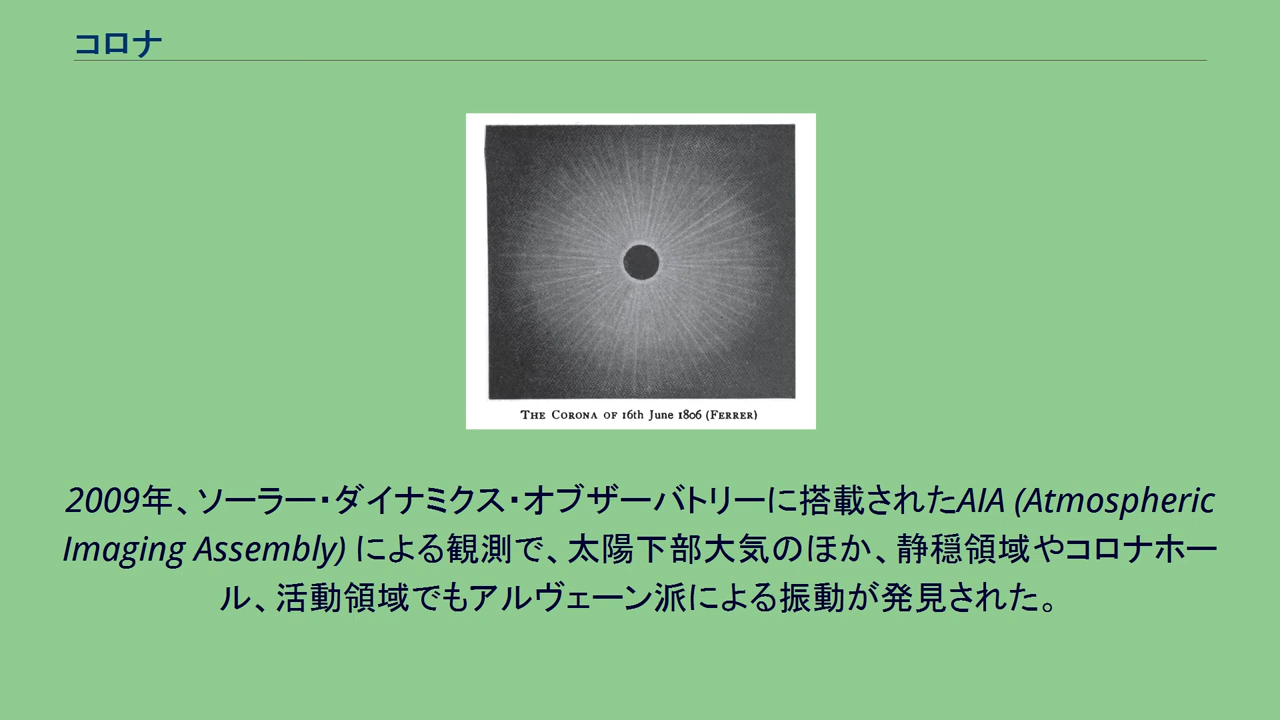 コロナ
THE CORONA OF 16th June 1806 (FERRER)
2009年、ソーラー・ダイナミクス・オブザーバトリーに搭載されたAIA (Atmospheric
Imaging Assembly) による観測で、太陽下部大気のほか、静穏領域やコロナホー
ル、活動領域でもアルヴェーン派による振動が発見された。